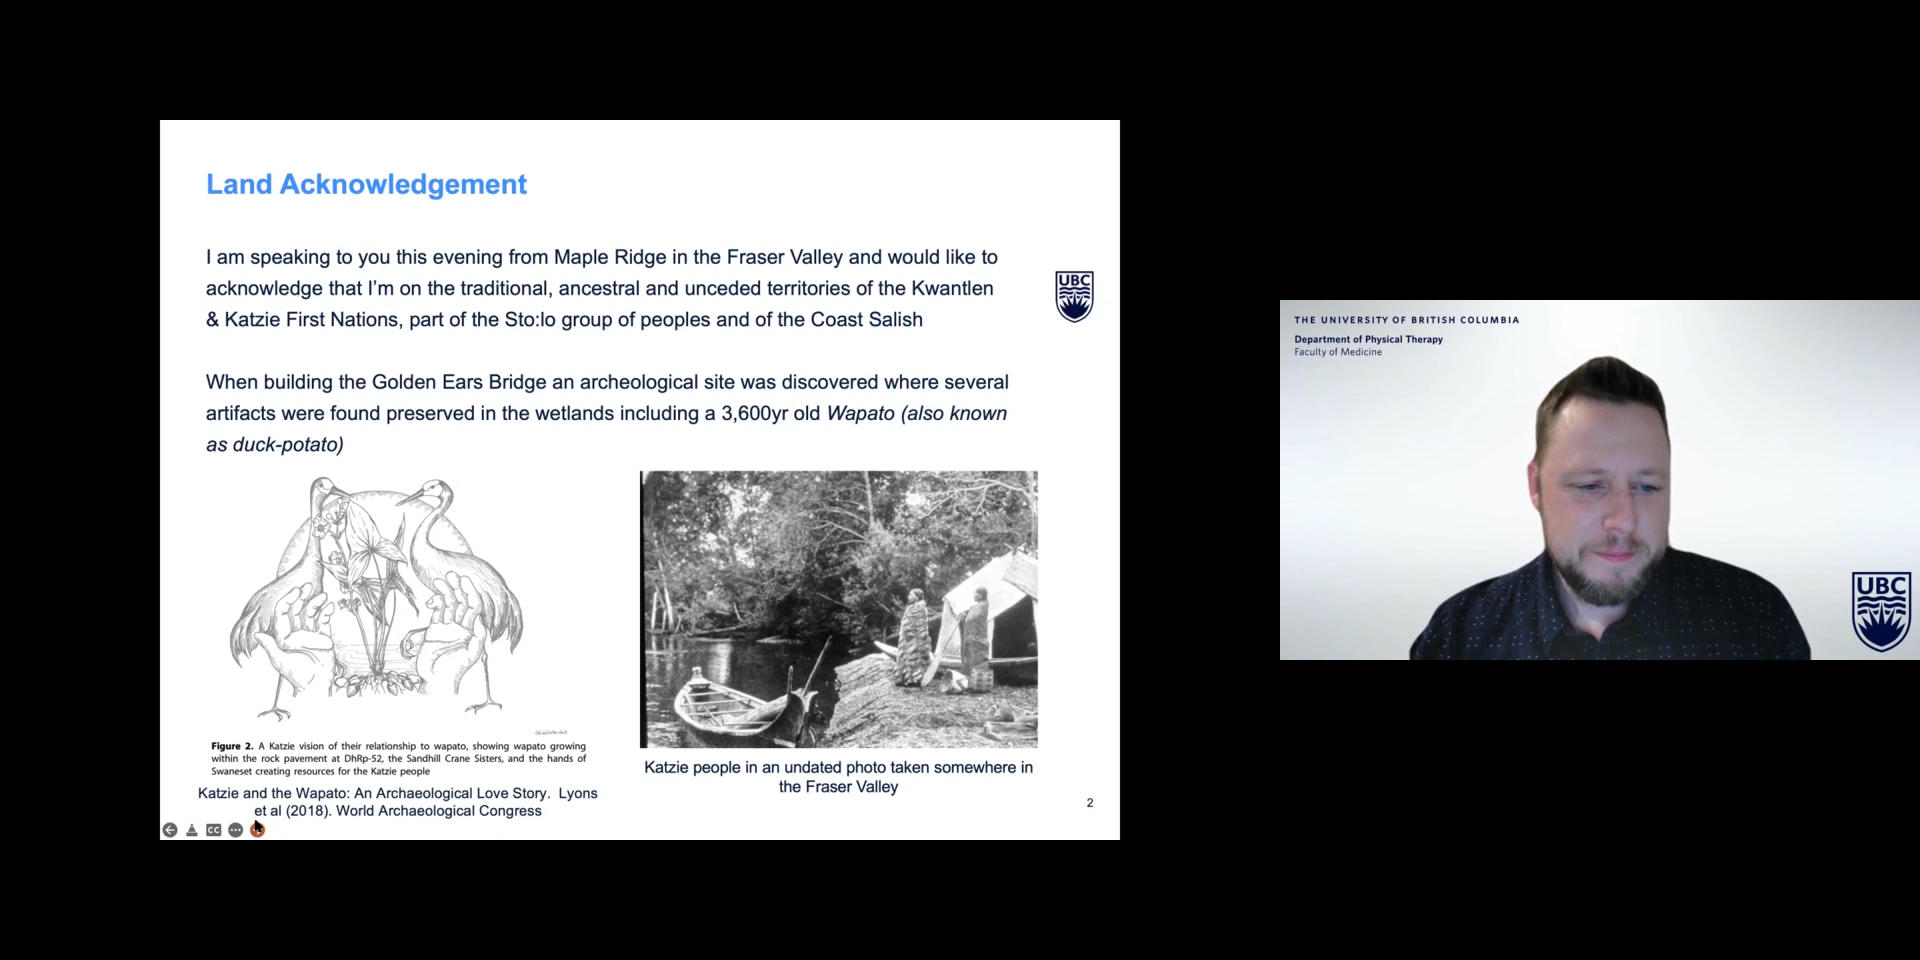 Land Acknowledgement
I am speaking to you this evening from Maple Ridge in the Fraser Valley and would like to
acknowledge that I'm on the traditional, ancestral and unceded territories of the Kwantlen
& Katzie First Nations, part of the Sto:lo group of peoples and of the Coast Salish
UBC
When building the Golden Ears Bridge an archeological site was discovered where several
artifacts were found preserved in the wetlands including a 3,600yr old Wapato (also known
as duck-potato)
Figure 2. A Katzie vision of their relationship to wapato, showing wapato growing
within the rock pavement at DhRp-52, the Sandhill Crane Sisters, and the hands of
Swaneset creating resources for the Katzie people
Katzie and the Wapato: An Archaeological Love Story. Lyons
et al (2018). World Archaeological Congress
Katzie people in an undated photo taken somewhere in
the Fraser Valley
2
CC
THE UNIVERSITY OF BRITISH COLUMBIA
Department of Physical Therapy
Faculty of Medicine
UBC